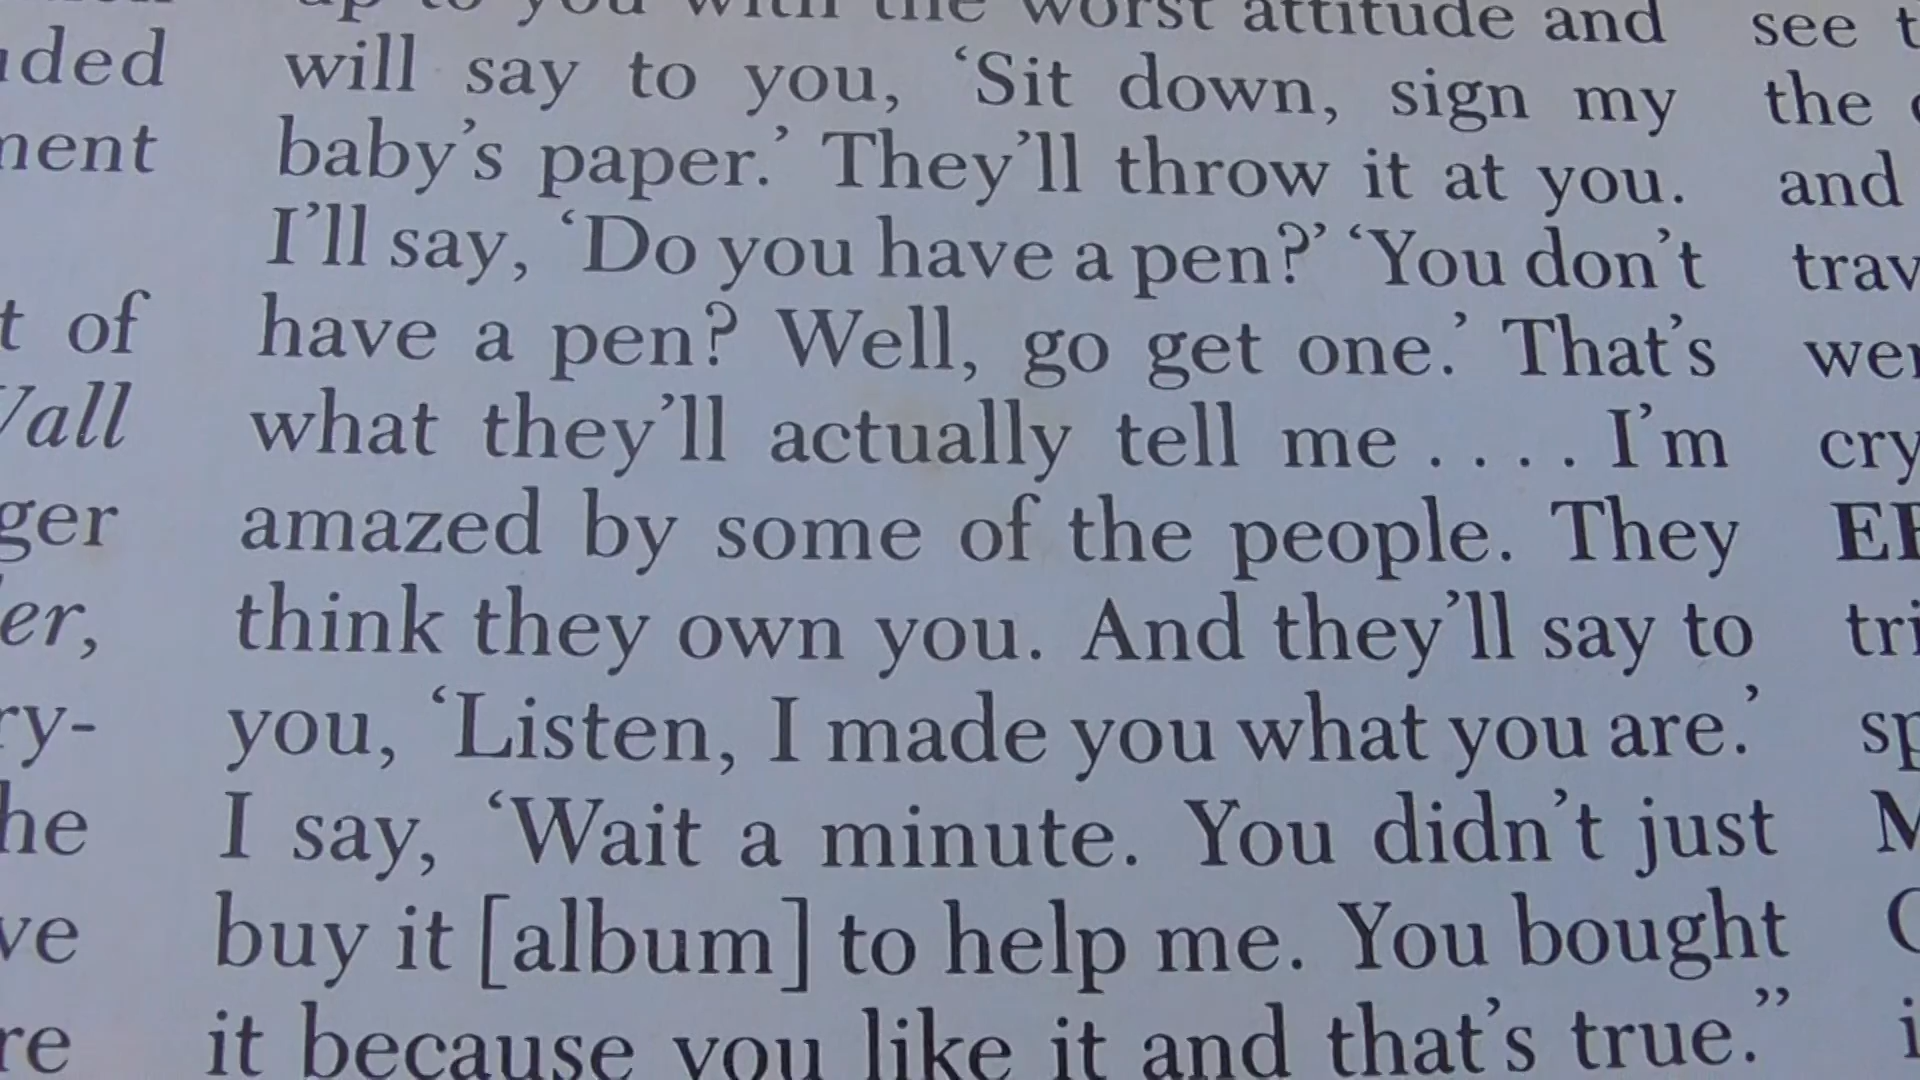 up to you with the worst attitude and
will say to you, ‘Sit down, sign my
baby’s paper.’ They’ll throw it at you.
I’ll say, ‘Do you have a pen?’ ‘You don’t
have a pen? Well, go get one.’ That’s
what they’ll actually tell me . . . . I’m
amazed by some of the people. They
think they own you. And they’ll say to
you, ‘Listen, I made you what you are.’
I say, ‘Wait a minute. You didn’t just
buy it [album] to help me. You bought
it because you like it and that’s true.”
of
see
the
and